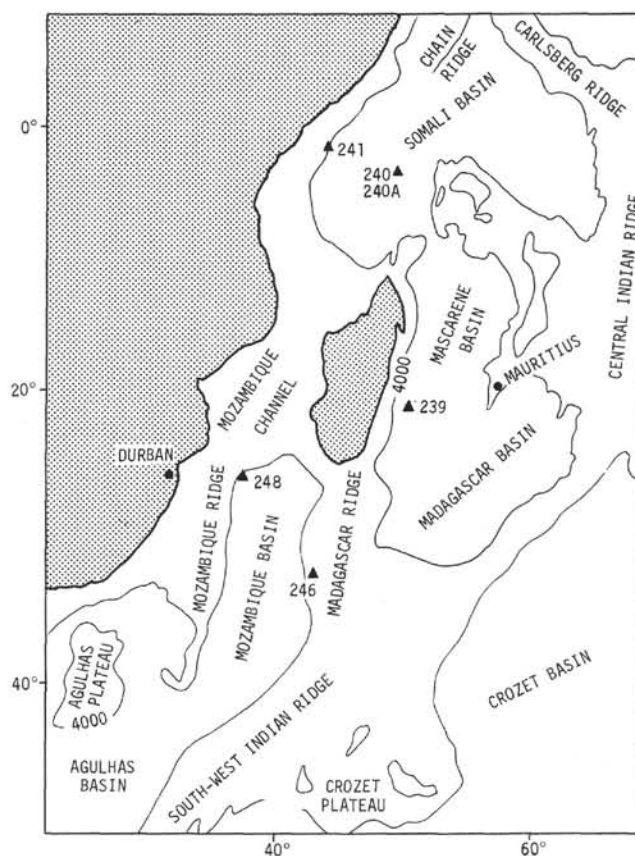 CHAIN
RIDGE
CARLSBERG RIDGE
0°
SOMALI BASIN
241
240
240A
CENTRAL INDIAN RIDGE
MASCARENE
BASIN
MOZAMBIQUE
CHANNEL
4000
MAURITIUS
20°
239
DURBAN
248
MADAGASCAR BASIN
MOZAMBIQUE RIDGE
MOZAMBIQUE BASIN
MADAGASCAR RIDGE
246
AGULHAS
PLATEAU
40°
CROZET BASIN
4000
SOUTH-WEST INDIAN RIDGE
AGULHAS
BASIN
CROZET
PLATEAU
40°
60°